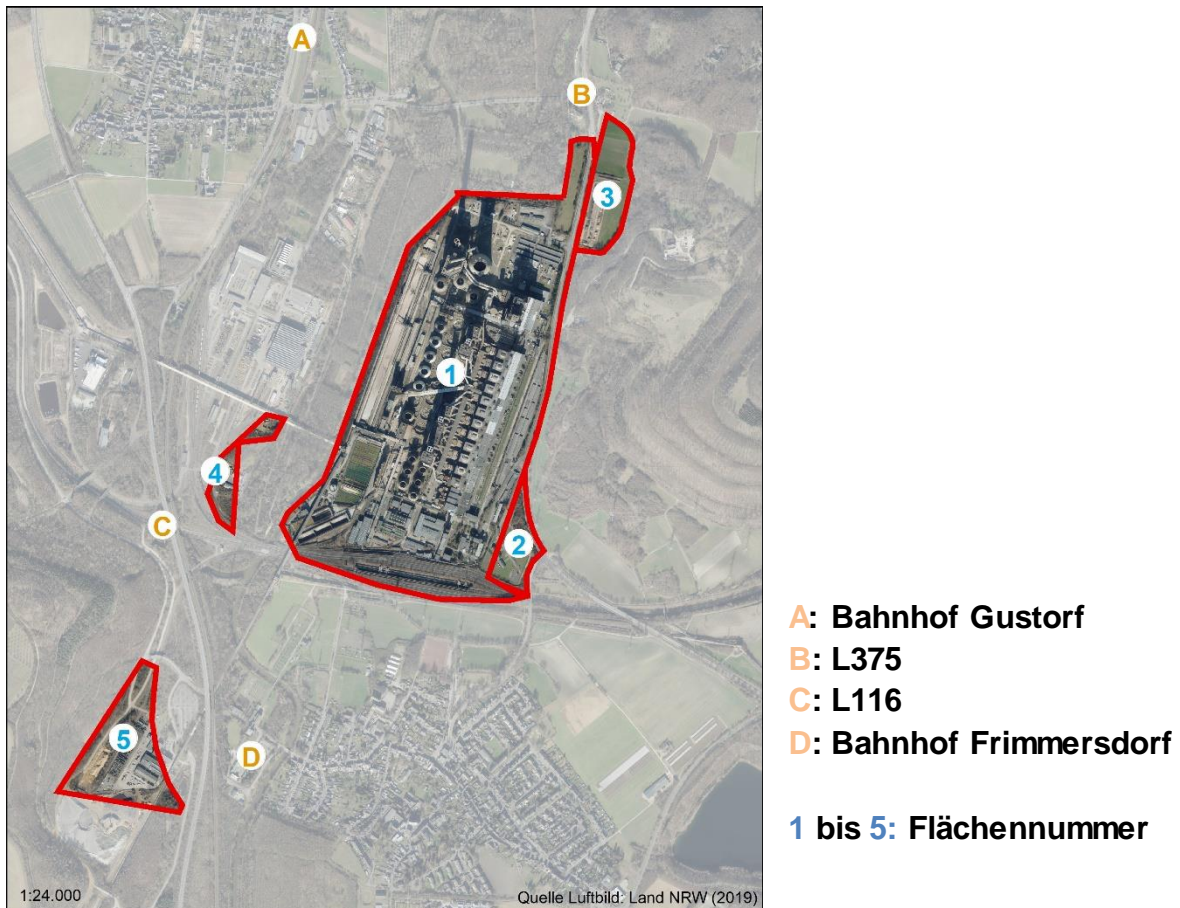 A
B
3
1
4
C
2
5
D
1:24.000
Quelle Luftbild: Land NRW (2019)
A: Bahnhof Gustorf
B: L375
C: L116
D: Bahnhof Frimmersdorf
1 bis 5: Flächennummer